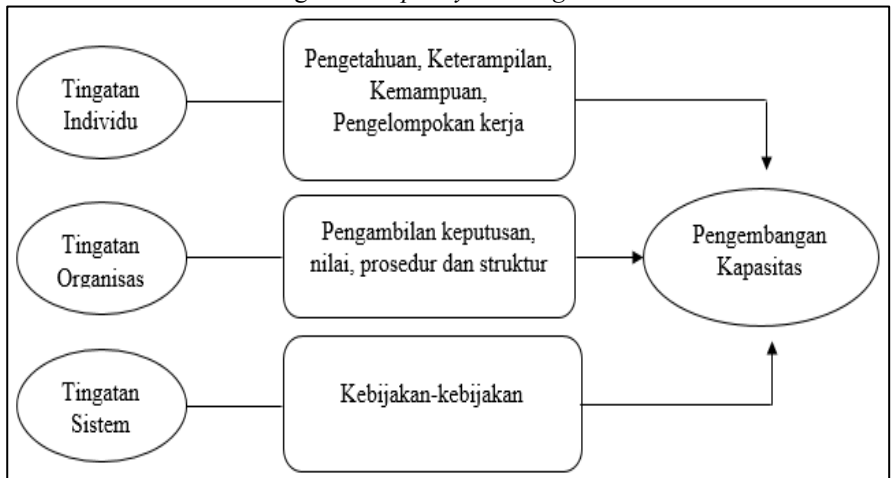 Tingatan
Individu
Pengetahuan, Keterampilan,
Kemampuan,
Pengelompokan kerja
Tingatan
Organisas
Pengambilan keputusan,
nilai, prosedur dan struktur
Pengembangan
Kapasitas
Tingatan
Sistem
Kebijakan-kebijakan